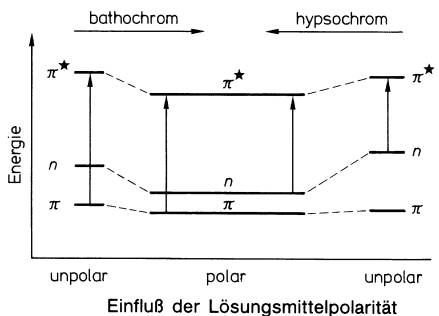 bathochrom hypsochrom
π* π* π*
Energie
n n n
π π π
unpolar polar unpolar
Einfluß der Lösungsmittelpolarität